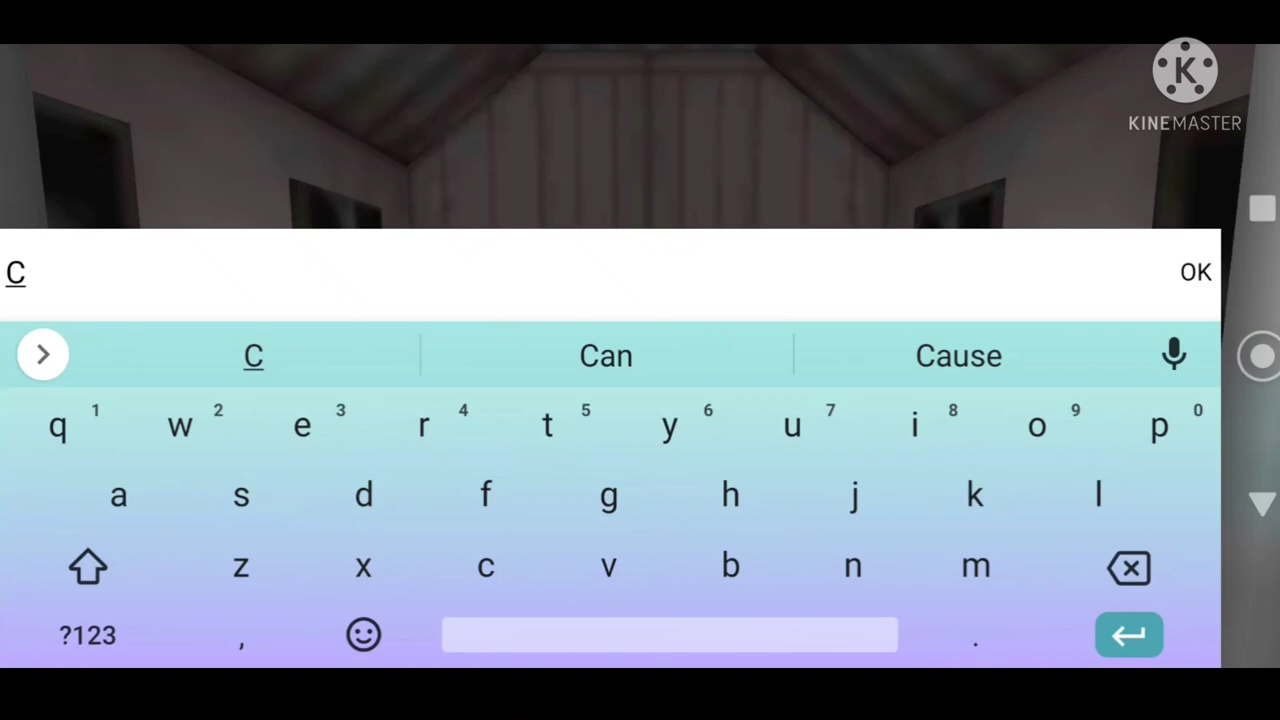 K
KINEMASTER
C OK
C Can Cause
q 1 w 2 e 3 r 4 t 5 y 6 u 7 i 8 o 9 p 0
a s d f g h j k l
z x c v b n m
?123 , .